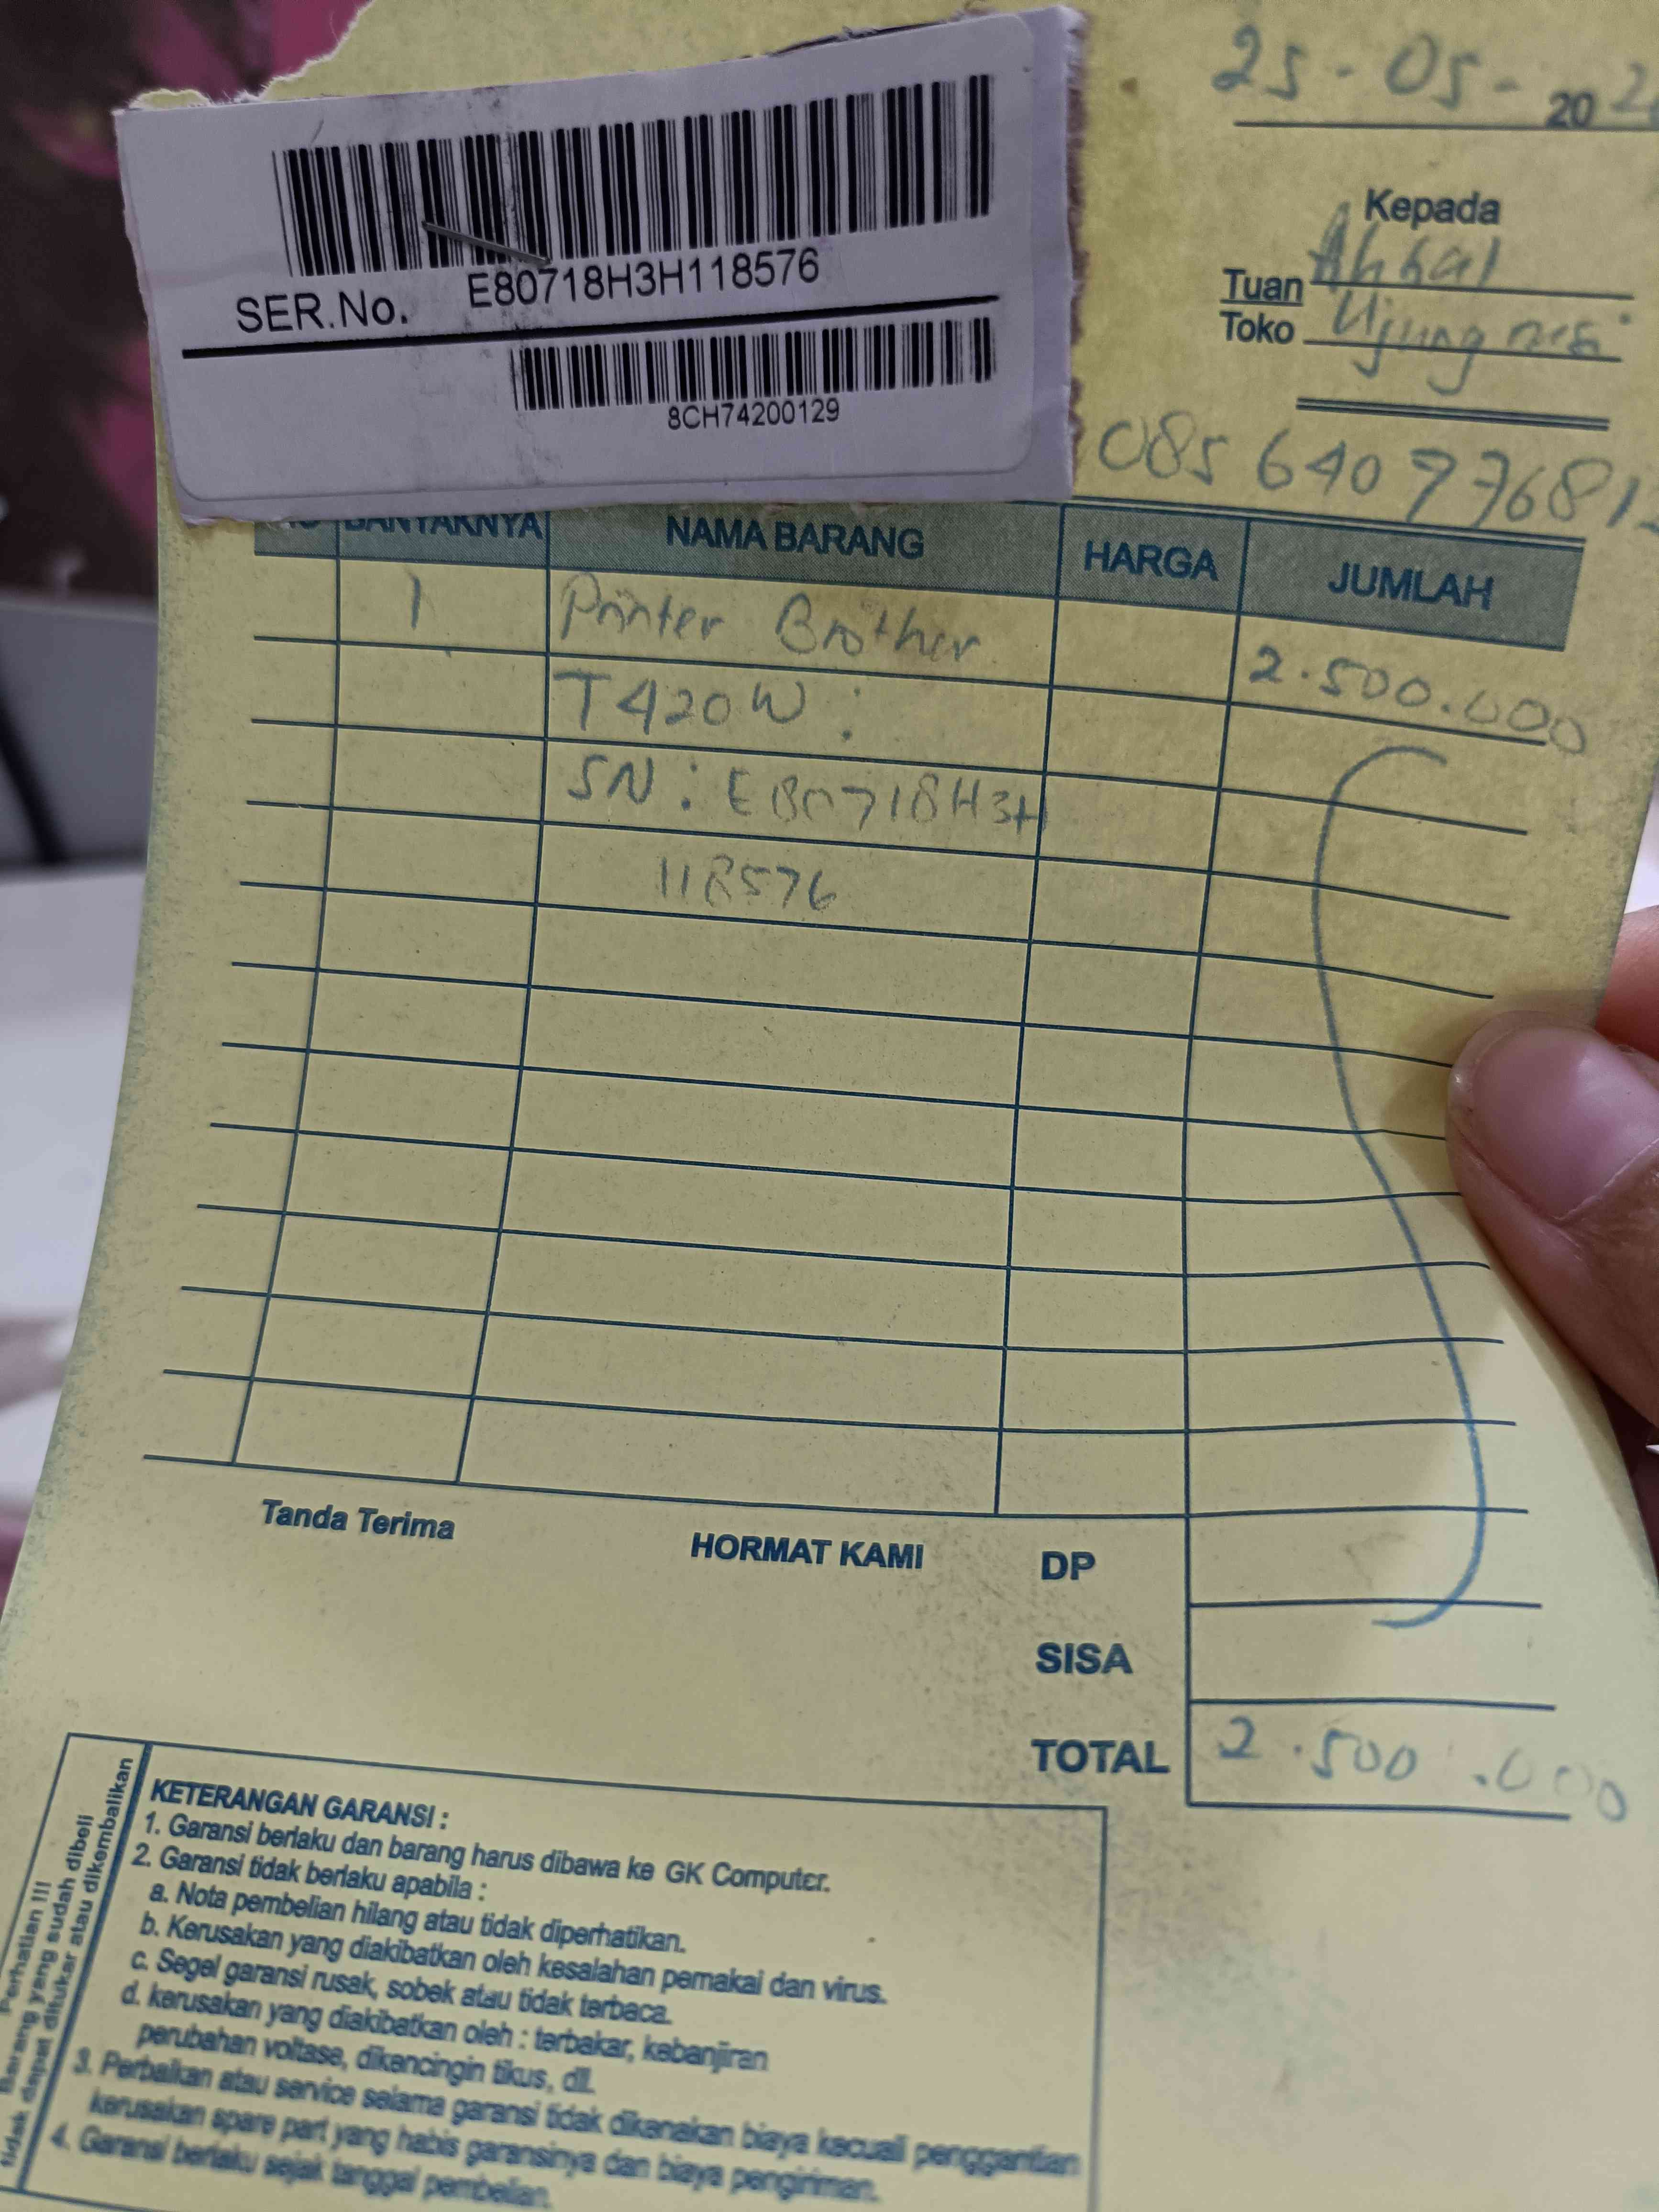 25 - 05 - 20
Kepada
Tuan
Toko Ujung
SER.No. E80718H3H118576
8CH74200129
085 640 776 81
BANYAKNYA NAMA BARANG HARGA JUMLAH
1 Printer Brother 2.500.000
T420W :
SN : E80718H3H
118576
Tanda Terima HORMAT KAMI DP
SISA
TOTAL 2.500.000
Perhatian !!!
Barang yang sudah dibeli
tidak dapat ditukar atau dikembalikan
KETERANGAN GARANSI :
1. Garansi berlaku dan barang harus dibawa ke GK Computer.
2. Garansi tidak berlaku apabila :
a. Nota pembelian hilang atau tidak diperhatikan.
b. Kerusakan yang diakibatkan oleh kesalahan pemakai dan virus.
c. Segel garansi rusak, sobek atau tidak terbaca.
d. kerusakan yang diakibatkan oleh : terbakar, kebanjiran
perubahan voltase, dikencingin tikus, dll.
3. Perbaikan atau service selama garansi tidak dikenakan biaya kecuali penggantian
kerusakan spare part yang habis garansinya dan biaya pengiriman.
4. Garansi berlaku sejak tanggal pembelian.